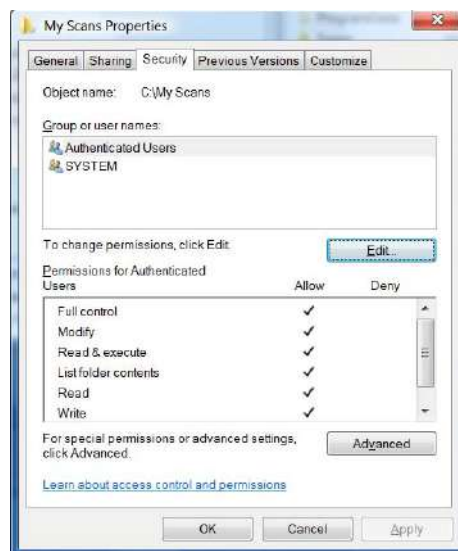 My Scans Properties
General Sharing Security Previous Versions Customize
Object name: C:\My Scans
Group or user names:
Authenticated Users
SYSTEM
To change permissions, click Edit.
Edit...
Permissions for Authenticated
Users Allow Deny
Full control
Modify
Read & execute
List folder contents
Read
Write
For special permissions or advanced settings,
click Advanced.
Advanced
Learn about access control and permissions
OK Cancel Apply